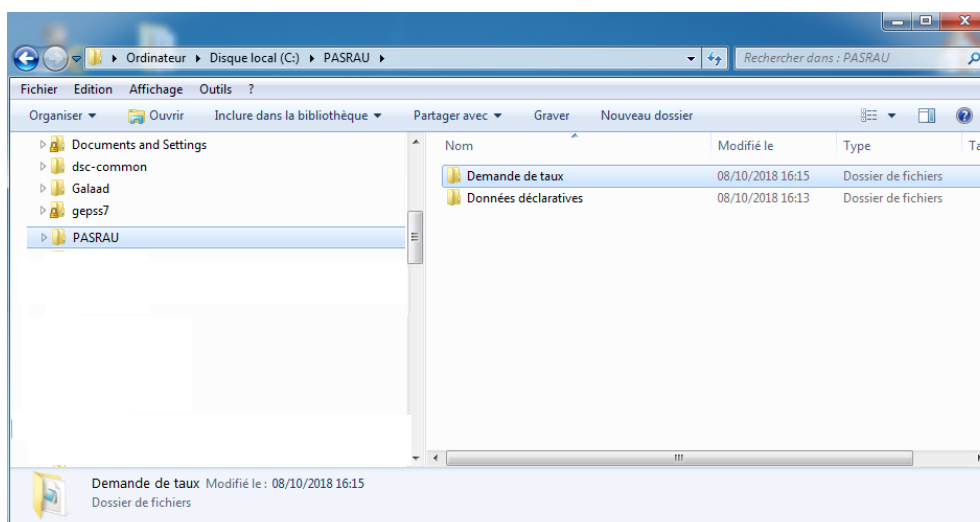 Ordinateur Disque local (C:) PASRAU
Rechercher dans : PASRAU
Fichier Edition Affichage Outils ?
Organiser Ouvrir Inclure dans la bibliothèque Partager avec Graver Nouveau dossier
Documents and Settings
dsc-common
Galaad
gepss7
PASRAU
Nom Modifié le Type Ta
Demande de taux 08/10/2018 16:15 Dossier de fichiers
Données déclaratives 08/10/2018 16:13 Dossier de fichiers
Demande de taux Modifié le : 08/10/2018 16:15
Dossier de fichiers